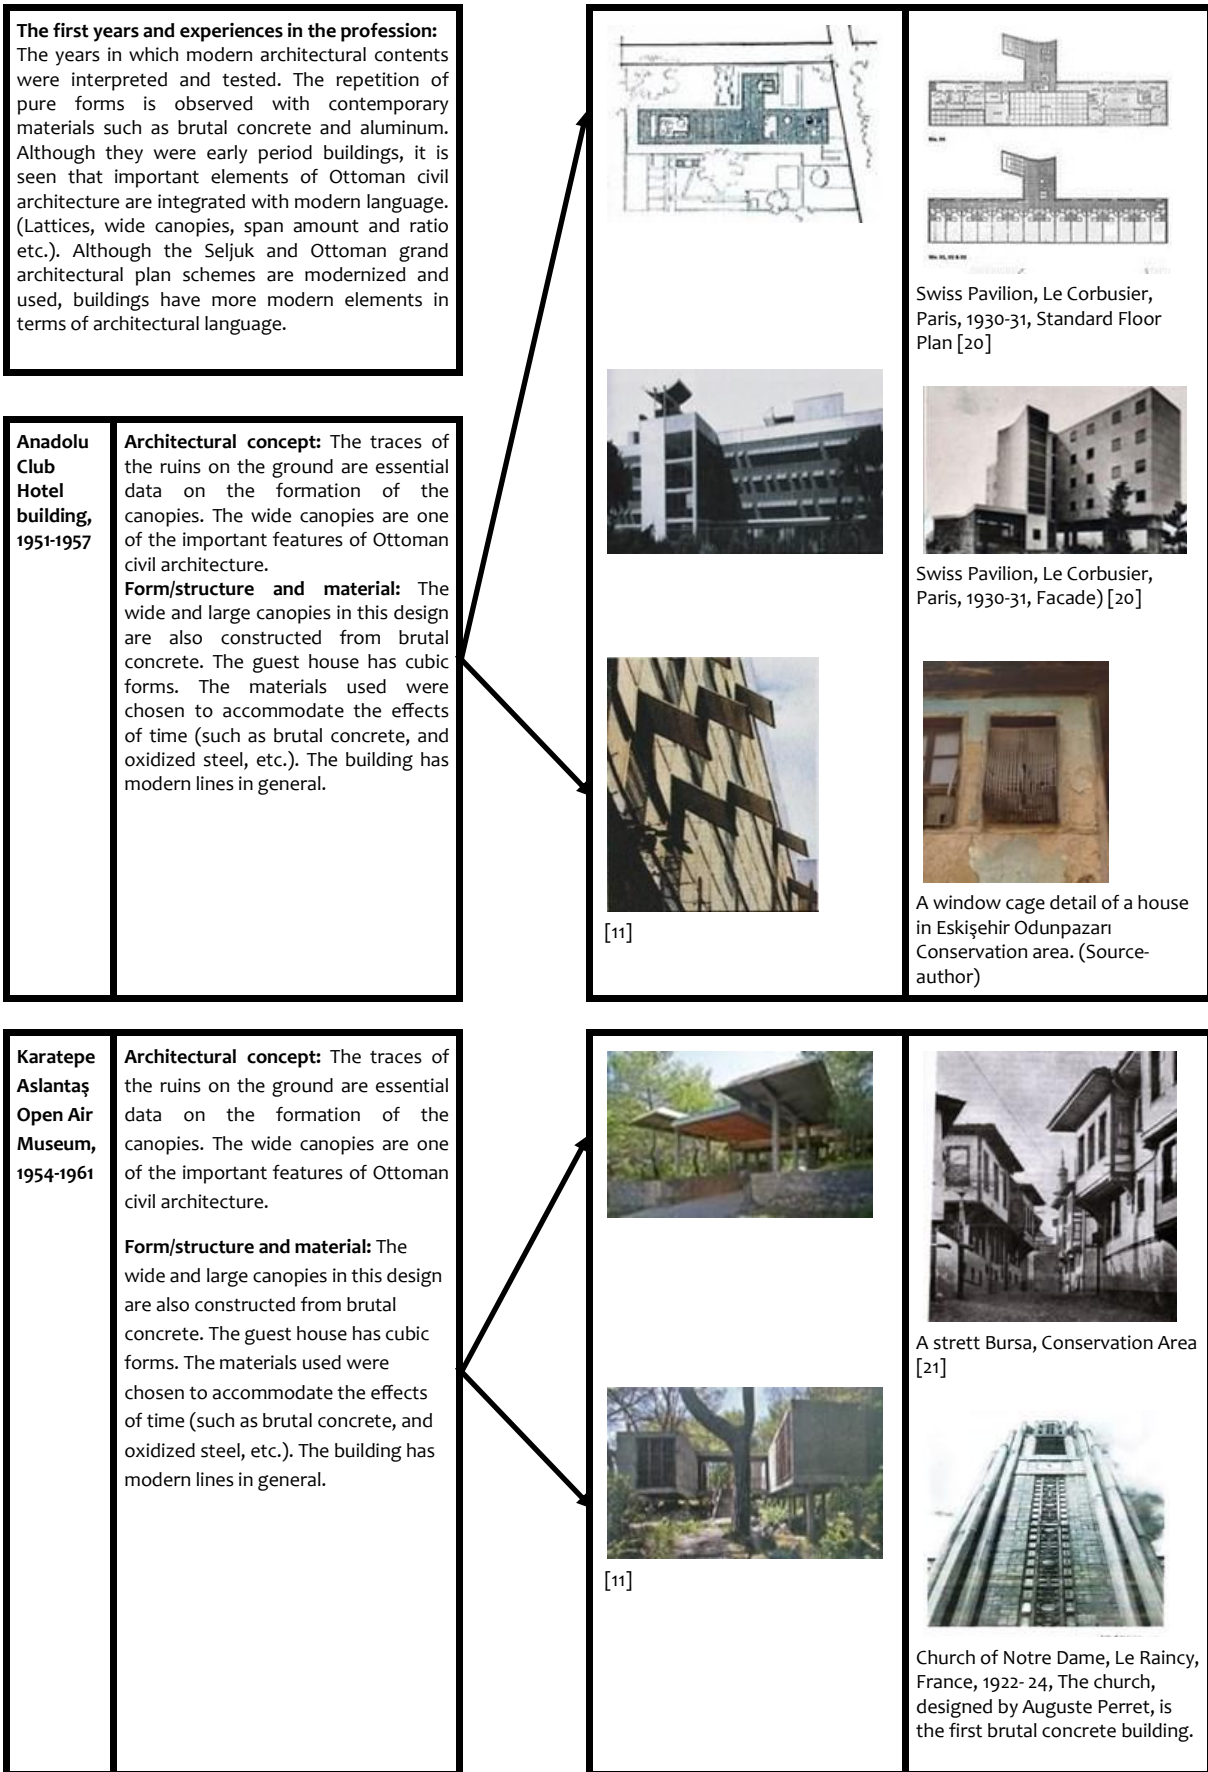 The first years and experiences in the profession:
The years in which modern architectural contents
were interpreted and tested. The repetition of
pure forms is observed with contemporary
materials such as brutal concrete and aluminum.
Although they were early period buildings, it is
seen that important elements of Ottoman civil
architecture are integrated with modern language.
(Lattices, wide canopies, span amount and ratio
etc.). Although the Seljuk and Ottoman grand
architectural plan schemes are modernized and
used, buildings have more modern elements in
terms of architectural language.
Anadolu
Club
Hotel
building,
1951-1957
Architectural concept: The traces of
the ruins on the ground are essential
data on the formation of the
canopies. The wide canopies are one
of the important features of Ottoman
civil architecture.
Form/structure and material: The
wide and large canopies in this design
are also constructed from brutal
concrete. The guest house has cubic
forms. The materials used were
chosen to accommodate the effects
of time (such as brutal concrete, and
oxidized steel, etc.). The building has
modern lines in general.
[11]
Swiss Pavilion, Le Corbusier,
Paris, 1930-31, Standard Floor
Plan [20]
Swiss Pavilion, Le Corbusier,
Paris, 1930-31, Facade) [20]
A window cage detail of a house
in Eskişehir Odunpazarı
Conservation area. (Source-
author)
Karatepe
Aslantaş
Open Air
Museum,
1954-1961
Architectural concept: The traces of
the ruins on the ground are essential
data on the formation of the
canopies. The wide canopies are one
of the important features of Ottoman
civil architecture.
Form/structure and material: The
wide and large canopies in this design
are also constructed from brutal
concrete. The guest house has cubic
forms. The materials used were
chosen to accommodate the effects
of time (such as brutal concrete, and
oxidized steel, etc.). The building has
modern lines in general.
[11]
A strett Bursa, Conservation Area
[21]
Church of Notre Dame, Le Raincy,
France, 1922- 24, The church,
designed by Auguste Perret, is
the first brutal concrete building.